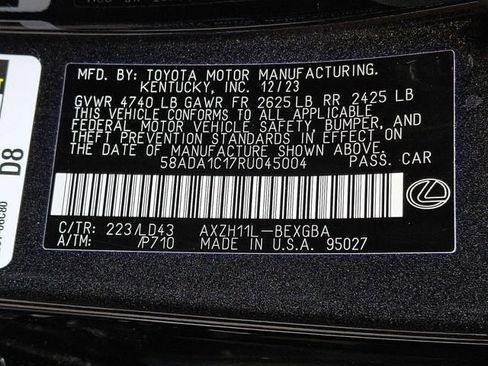 MFD. BY: TOYOTA MOTOR MANUFACTURING.
KENTUCKY, INC. 12/23
GVWR 4740 LB GAWR FR 2625 LB RR 2425 LB
THIS VEHICLE CONFORMS TO ALL APPLICABLE
FEDERAL MOTOR VEHICLE SAFETY, BUMPER, AND
THEFT PREVENTION STANDARDS IN EFFECT ON
THE DATE OF MANUFACTURE SHOWN ABOVE.
58ADA1C17RU045004 PASS. CAR
C/TR: 223/LD43 AXZH11L-BEXGBA
A/TM: /P710 MADE IN U.S.A. 95027
D8